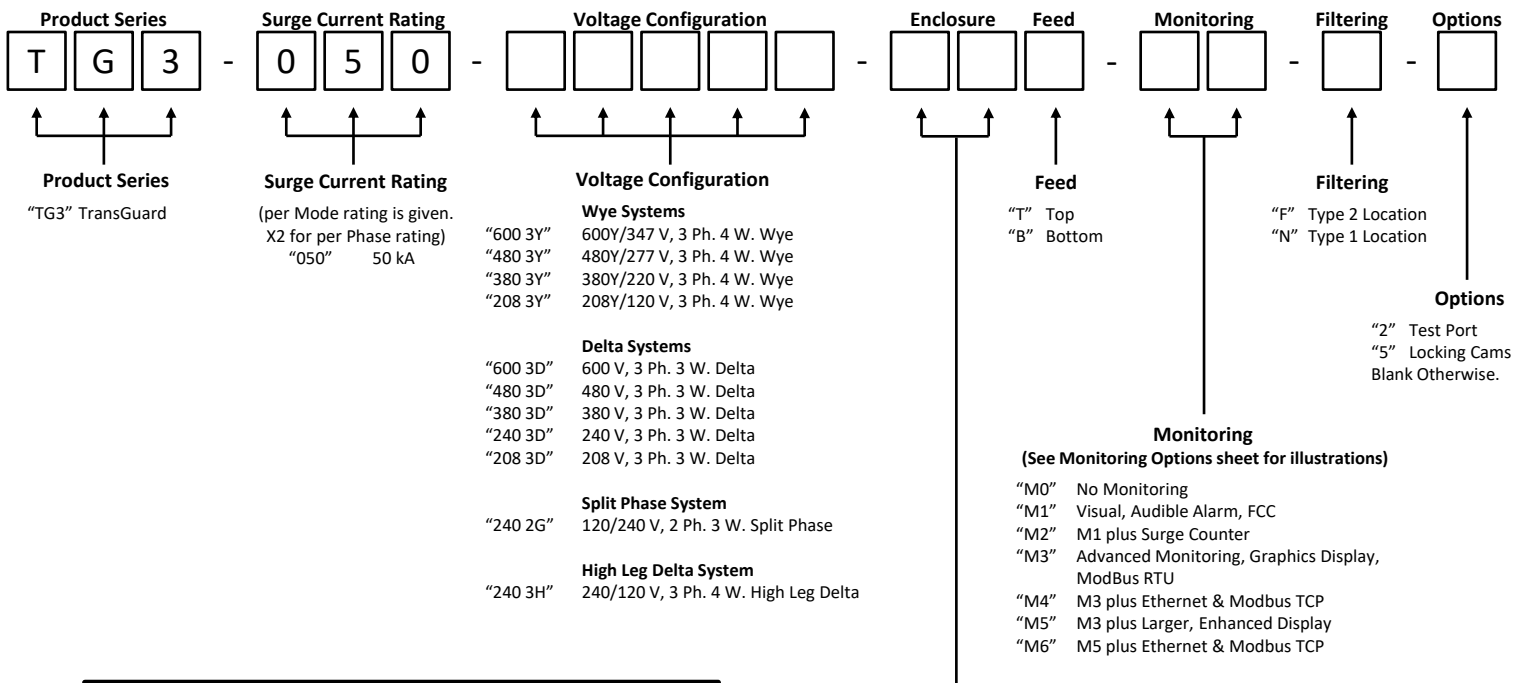 Product Series Surge Current Rating Voltage Configuration Enclosure Feed Monitoring Filtering Options
T G 3 - 0 5 0 - - - - -
Product Series
“TG3” TransGuard
Surge Current Rating
(per Mode rating is given.
X2 for per Phase rating)
“050” 50 kA
Voltage Configuration
Wye Systems
“600 3Y” 600Y/347 V, 3 Ph. 4 W. Wye
“480 3Y” 480Y/277 V, 3 Ph. 4 W. Wye
“380 3Y” 380Y/220 V, 3 Ph. 4 W. Wye
“208 3Y” 208Y/120 V, 3 Ph. 4 W. Wye
Delta Systems
“600 3D” 600 V, 3 Ph. 3 W. Delta
“480 3D” 480 V, 3 Ph. 3 W. Delta
“380 3D” 380 V, 3 Ph. 3 W. Delta
“240 3D” 240 V, 3 Ph. 3 W. Delta
“208 3D” 208 V, 3 Ph. 3 W. Delta
Split Phase System
“240 2G” 120/240 V, 2 Ph. 3 W. Split Phase
High Leg Delta System
“240 3H” 240/120 V, 3 Ph. 4 W. High Leg Delta
Feed
“T” Top
“B” Bottom
Filtering
“F” Type 2 Location
“N” Type 1 Location
Options
“2” Test Port
“5” Locking Cams
Blank Otherwise.
Monitoring
(See Monitoring Options sheet for illustrations)
“M0” No Monitoring
“M1” Visual, Audible Alarm, FCC
“M2” M1 plus Surge Counter
“M3” Advanced Monitoring, Graphics Display,
ModBus RTU
“M4” M3 plus Ethernet & Modbus TCP
“M5” M3 plus Larger, Enhanced Display
“M6” M5 plus Ethernet & Modbus TCP